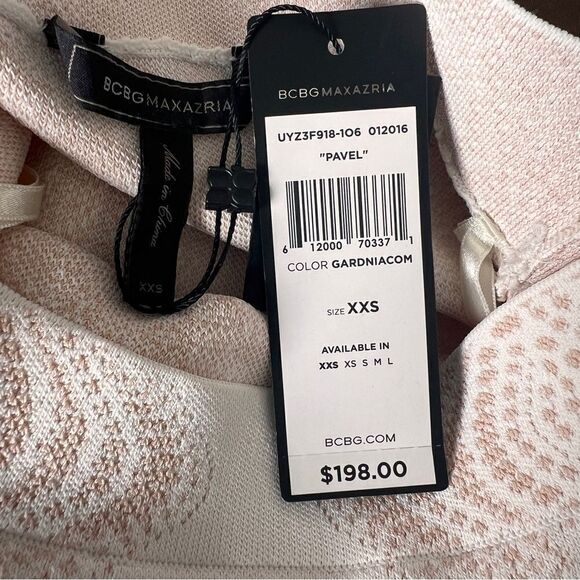 BCBGMAXAZRIA
Made in China
XXS
BCBGMAXAZRIA
UYZ3F918-106 012016
"PAVEL"
6 12000 70337 1
COLOR GARDNIACOM
SIZE XXS
AVAILABLE IN
XXS XS S M L
BCBG.COM
$198.00